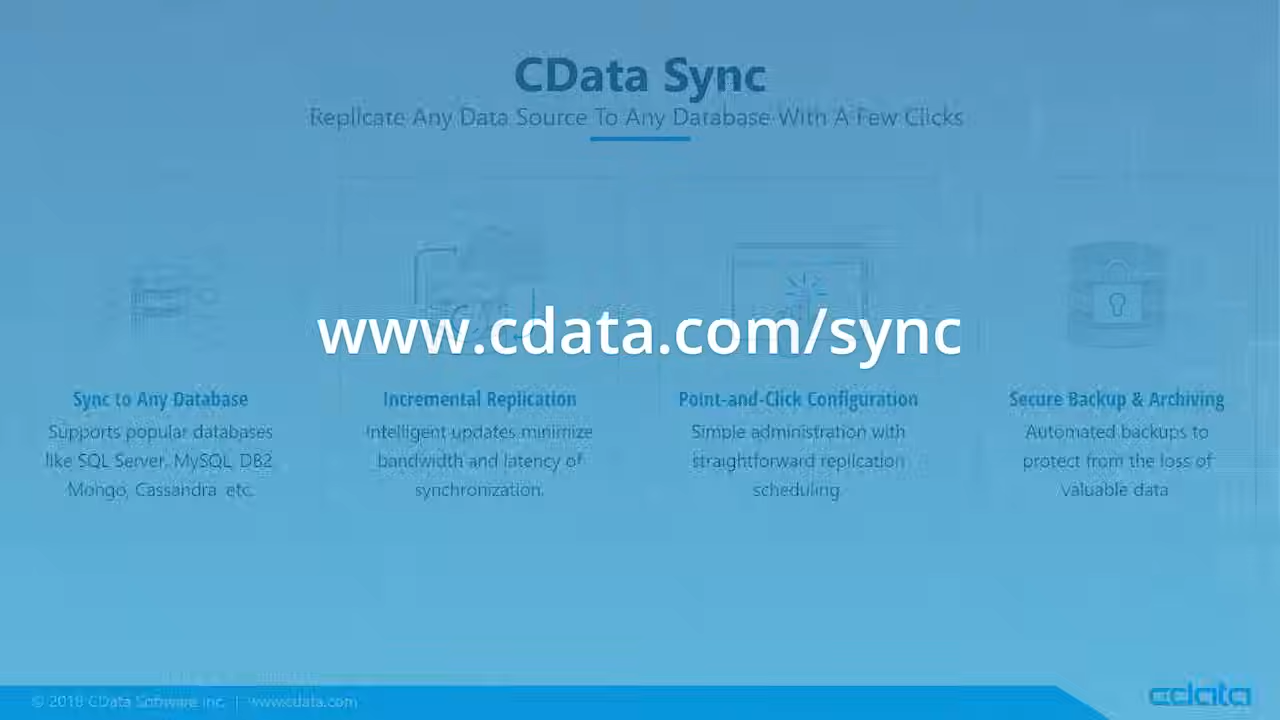 CData Sync
Replicate Any Data Source To Any Database With A Few Clicks
www.cdata.com/sync
Sync to Any Database
Supports popular databases
like SQL Server, MySQL, DB2
Mongo, Cassandra etc.
Incremental Replication
Intelligent updates minimize
bandwidth and latency of
synchronization.
Point-and-Click Configuration
Simple administration with
straightforward replication
scheduling
Secure Backup & Archiving
Automated backups to
protect from the loss of
valuable data
© 2018 CData Software Inc. | www.cdata.com
cdata